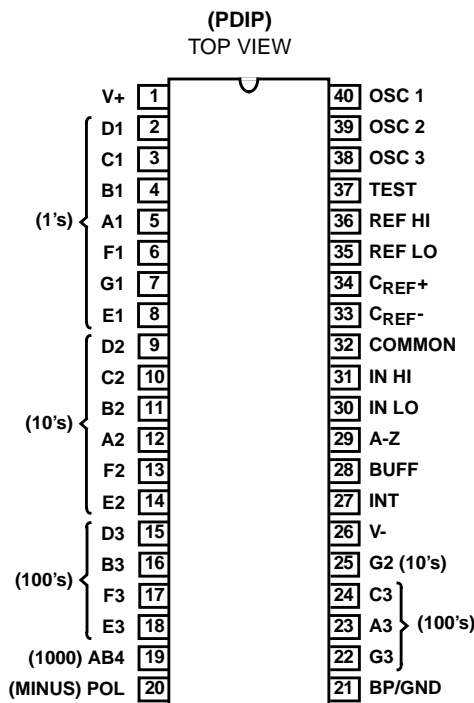 (PDIP)
TOP VIEW
V+ 1 40 OSC 1
D1 2 39 OSC 2
C1 3 38 OSC 3
B1 4 37 TEST
(1's) A1 5 36 REF HI
F1 6 35 REF LO
G1 7 34 CREF+
E1 8 33 CREF-
D2 9 32 COMMON
C2 10 31 IN HI
B2 11 30 IN LO
(10's) A2 12 29 A-Z
F2 13 28 BUFF
E2 14 27 INT
D3 15 26 V-
B3 16 25 G2 (10's)
(100's) F3 17 24 C3
E3 18 23 A3 (100's)
(1000) AB4 19 22 G3
(MINUS) POL 20 21 BP/GND